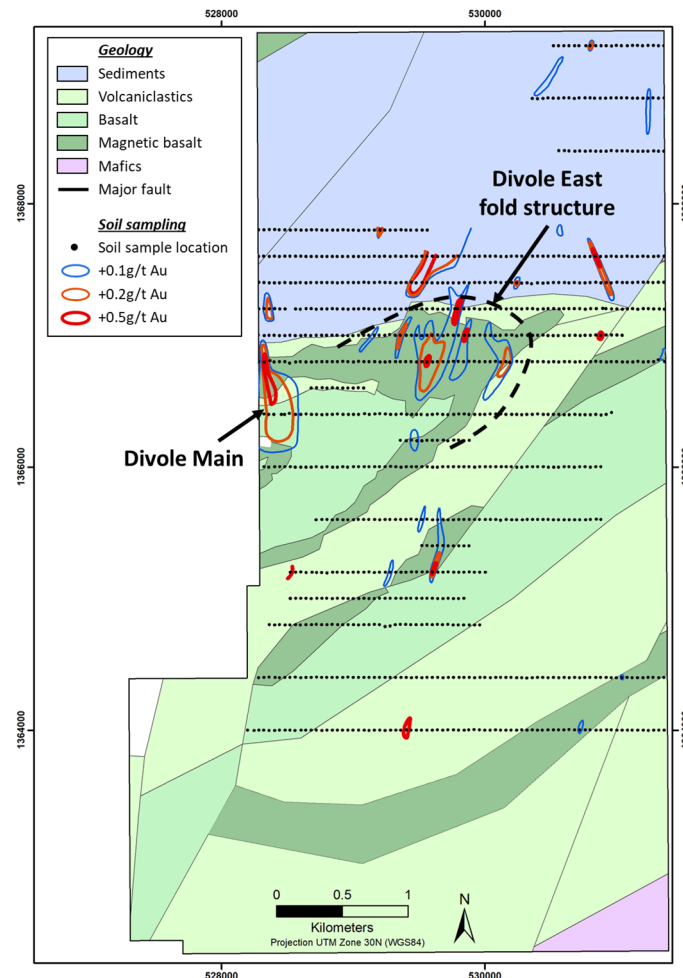 528000
530000
Geology
Sediments
Volcaniclastics
Basalt
Magnetic basalt
Mafics
Major fault
Soil sampling
Soil sample location
+0.1g/t Au
+0.2g/t Au
+0.5g/t Au
1368000
Divole East
fold structure
1366000
Divole Main
1364000
0
0.5
1
Kilometers
Projection UTM Zone 30N (WGS84)
N
528000
530000